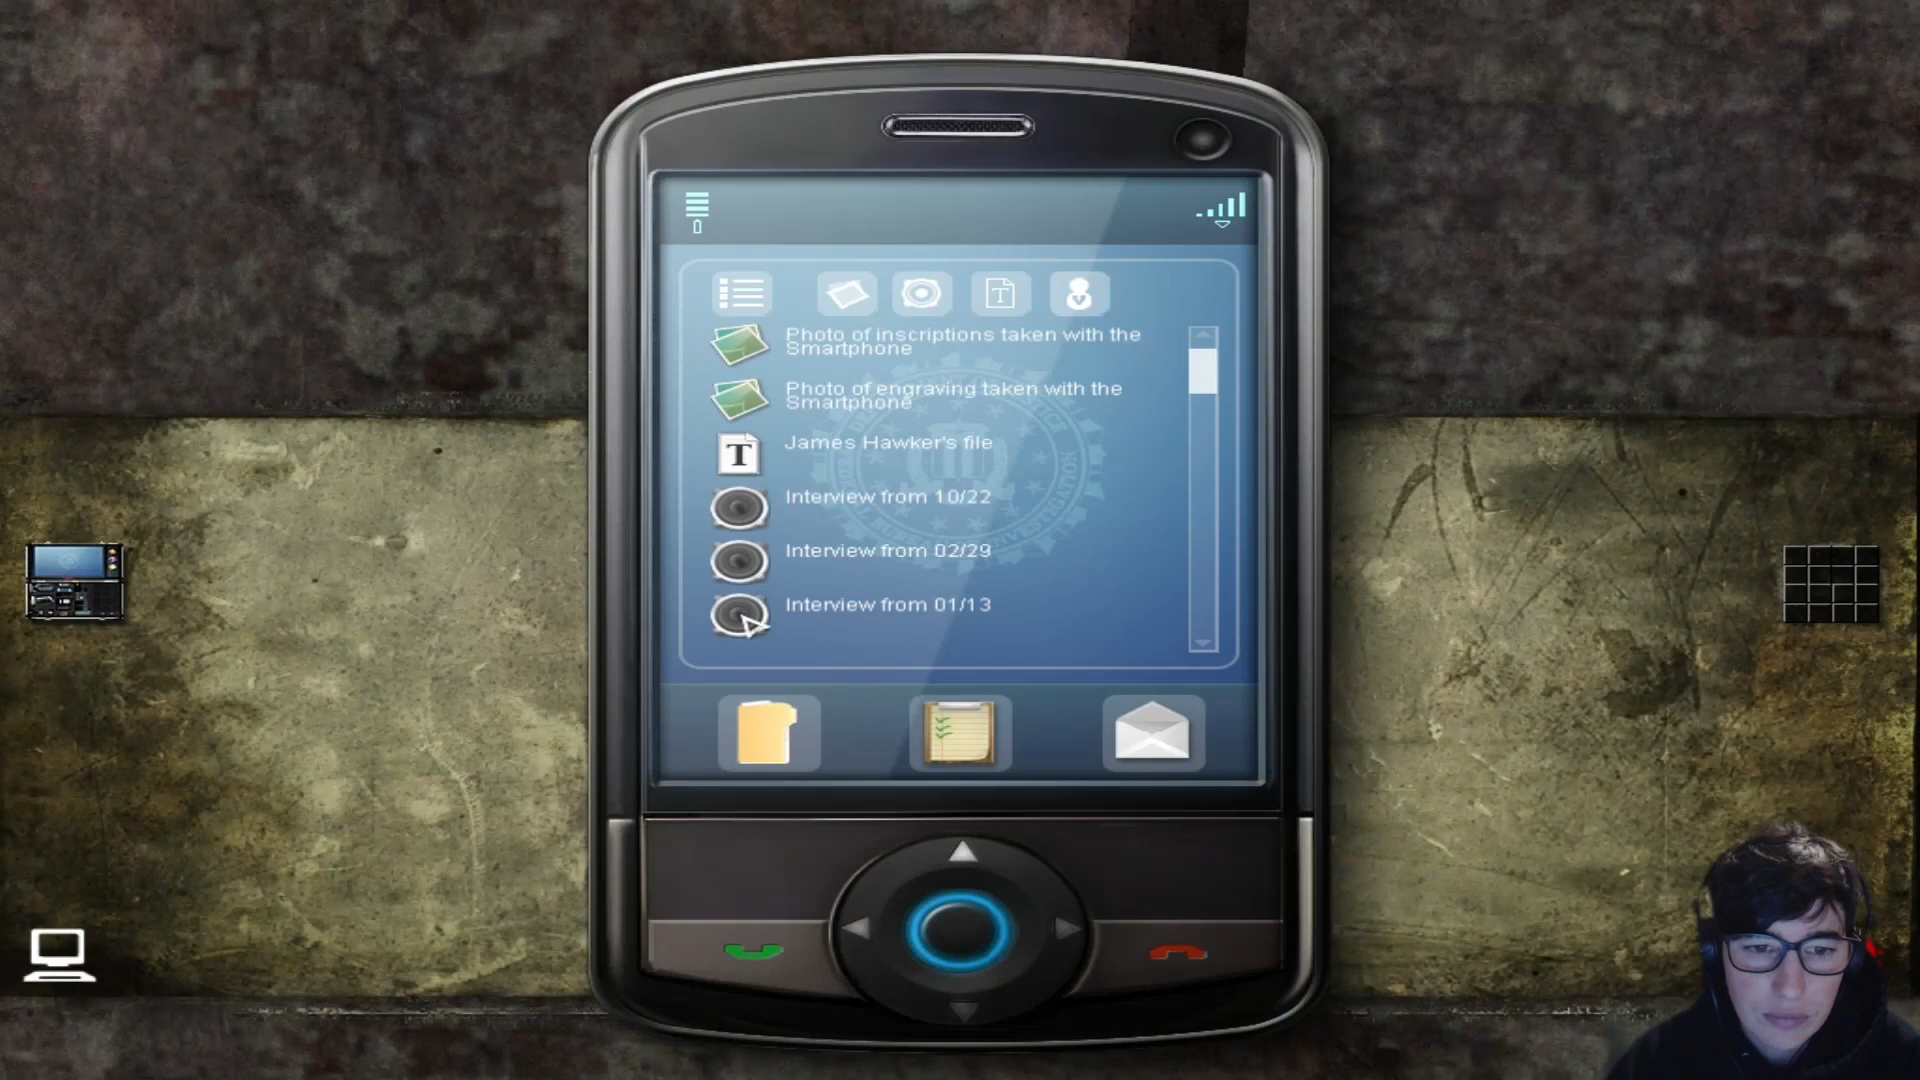 Photo of inscriptions taken with the
Smartphone
Photo of engraving taken with the
Smartphone
T
James Hawker's file
Interview from 10/22
Interview from 02/29
Interview from 01/13